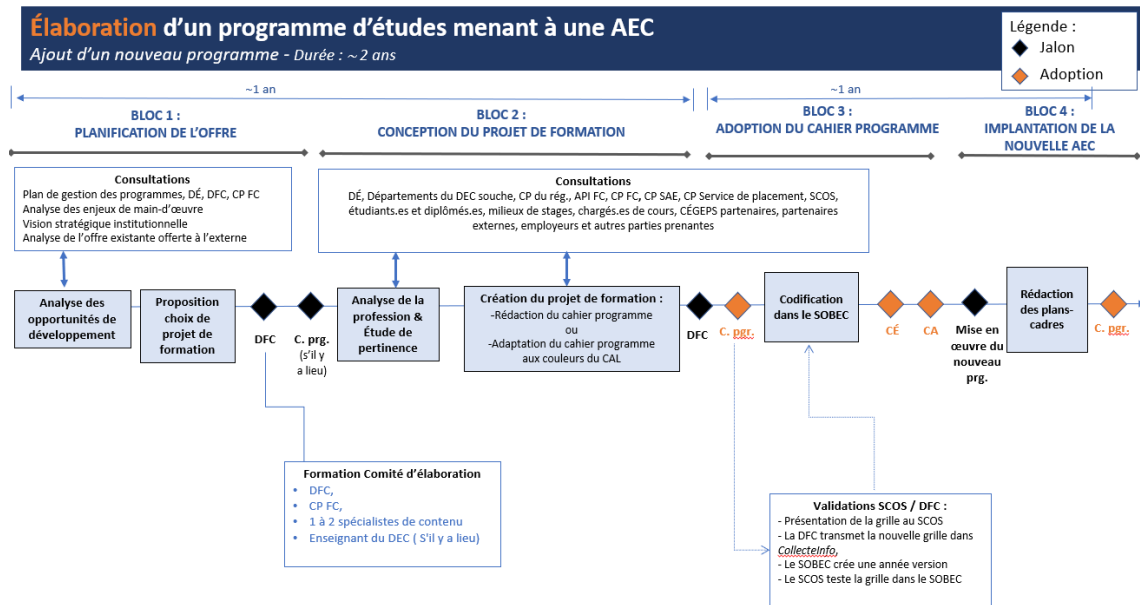 Élaboration d'un programme d'études menant à une AEC
Ajout d'un nouveau programme - Durée : ~ 2 ans
Légende :
Jalon
Adoption
~1 an
~1 an
BLOC 1 :
PLANIFICATION DE L'OFFRE
BLOC 2 :
CONCEPTION DU PROJET DE FORMATION
BLOC 3 :
ADOPTION DU CAHIER PROGRAMME
BLOC 4 :
IMPLANTATION DE LA
NOUVELLE AEC
Consultations
Plan de gestion des programmes, DÉ, DFC, CP FC
Analyse des enjeux de main-d'œuvre
Vision stratégique institutionnelle
Analyse de l'offre existante offerte à l'externe
Consultations
DÉ, Départements du DEC souche, CP du rég., API FC, CP FC, CP SAE, CP Service de placement, SCOS,
étudiants.es et diplômés.es, milieux de stages, chargés.es de cours, CÉGEPS partenaires, partenaires
externes, employeurs et autres parties prenantes
Analyse des
opportunités de
développement
Proposition
choix de
projet de
formation
DFC
C. prg.
(s'il y
a lieu)
Analyse de la
profession &
Étude de
pertinence
Création du projet de formation :
-Rédaction du cahier programme
ou
-Adaptation du cahier programme
aux couleurs du CAL
DFC
C. pgr.
Codification
dans le SOBEC
CÉ
CA
Mise en
œuvre du
nouveau
prg.
Rédaction
des plans-
cadres
C. pgr.
Formation Comité d'élaboration
• DFC,
• CP FC,
• 1 à 2 spécialistes de contenu
• Enseignant du DEC ( S'il y a lieu)
Validations SCOS / DFC :
- Présentation de la grille au SCOS
- La DFC transmet la nouvelle grille dans
CollecteInfo,
- Le SOBEC crée une année version
- Le SCOS teste la grille dans le SOBEC